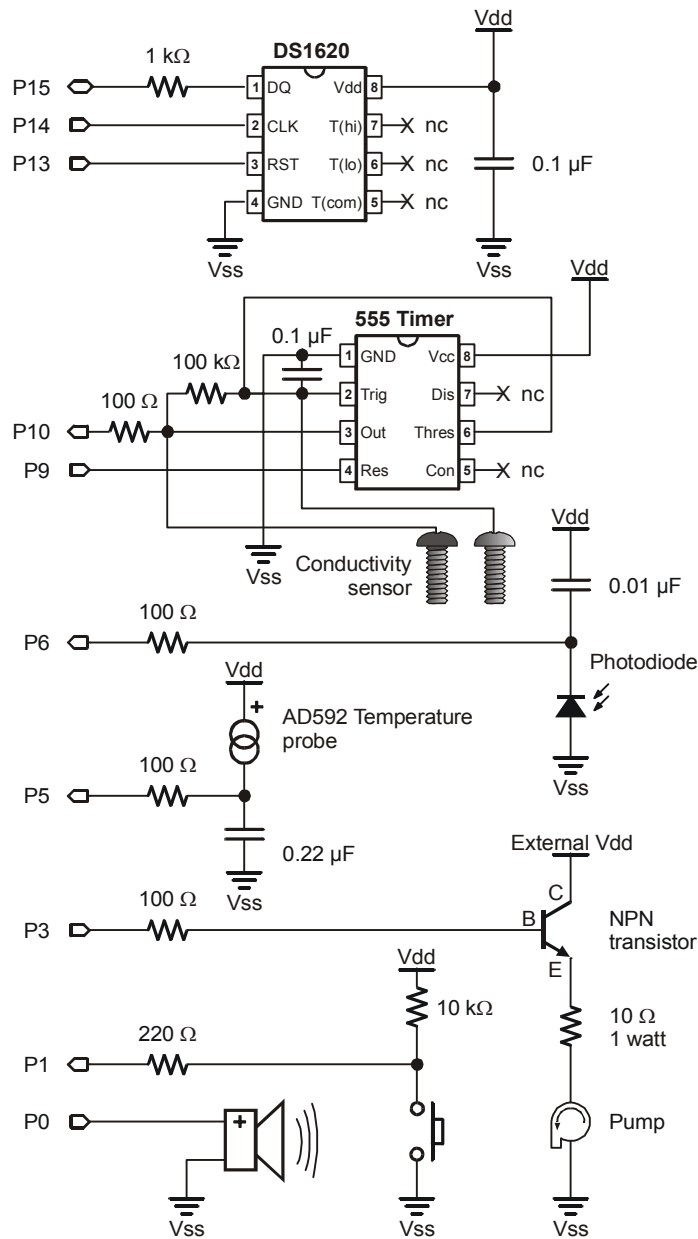 Vdd
1 kΩ
DS1620
P15
1 DQ Vdd 8
P14
2 CLK T(hi) 7 X nc
P13
3 RST T(lo) 6 X nc
0.1 µF
4 GND T(com) 5 X nc
Vss
Vss
Vdd
555 Timer
0.1 µF
1 GND Vcc 8
100 kΩ
2 Trig Dis 7 X nc
100 Ω
P10
3 Out Thres 6
P9
4 Res Con 5 X nc
Vdd
Vss
Conductivity
sensor
0.01 µF
100 Ω
P6
Photodiode
Vdd
+
AD592 Temperature
probe
Vss
100 Ω
P5
0.22 µF
Vss
External Vdd
C
100 Ω
P3
B
NPN
transistor
E
Vdd
10 kΩ
10 Ω
1 watt
220 Ω
P1
P0
+
Pump
Vss
Vss
Vss